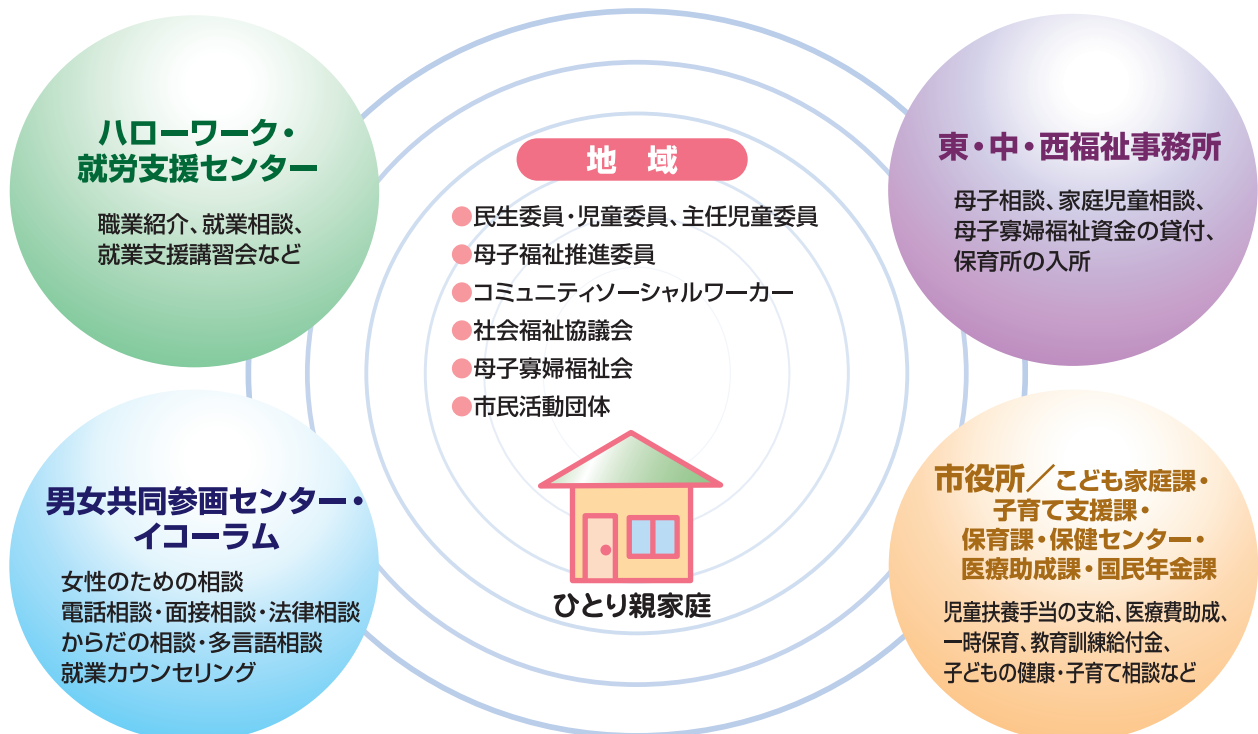 ハローワーク・
就労支援センター
職業紹介、就業相談、
就業支援講習会など
地 域
●民生委員・児童委員、主任児童委員
●母子福祉推進委員
●コミュニティソーシャルワーカー
●社会福祉協議会
●母子寡婦福祉会
●市民活動団体
ひとり親家庭
東・中・西福祉事務所
母子相談、家庭児童相談、
母子寡婦福祉資金の貸付、
保育所の入所
男女共同参画センター・
イコーラム
女性のための相談
電話相談・面接相談・法律相談
からだの相談・多言語相談
就業カウンセリング
市役所／こども家庭課・
子育て支援課・
保育課・保健センター・
医療助成課・国民年金課
児童扶養手当の支給、医療費助成、
一時保育、教育訓練給付金、
子どもの健康・子育て相談など